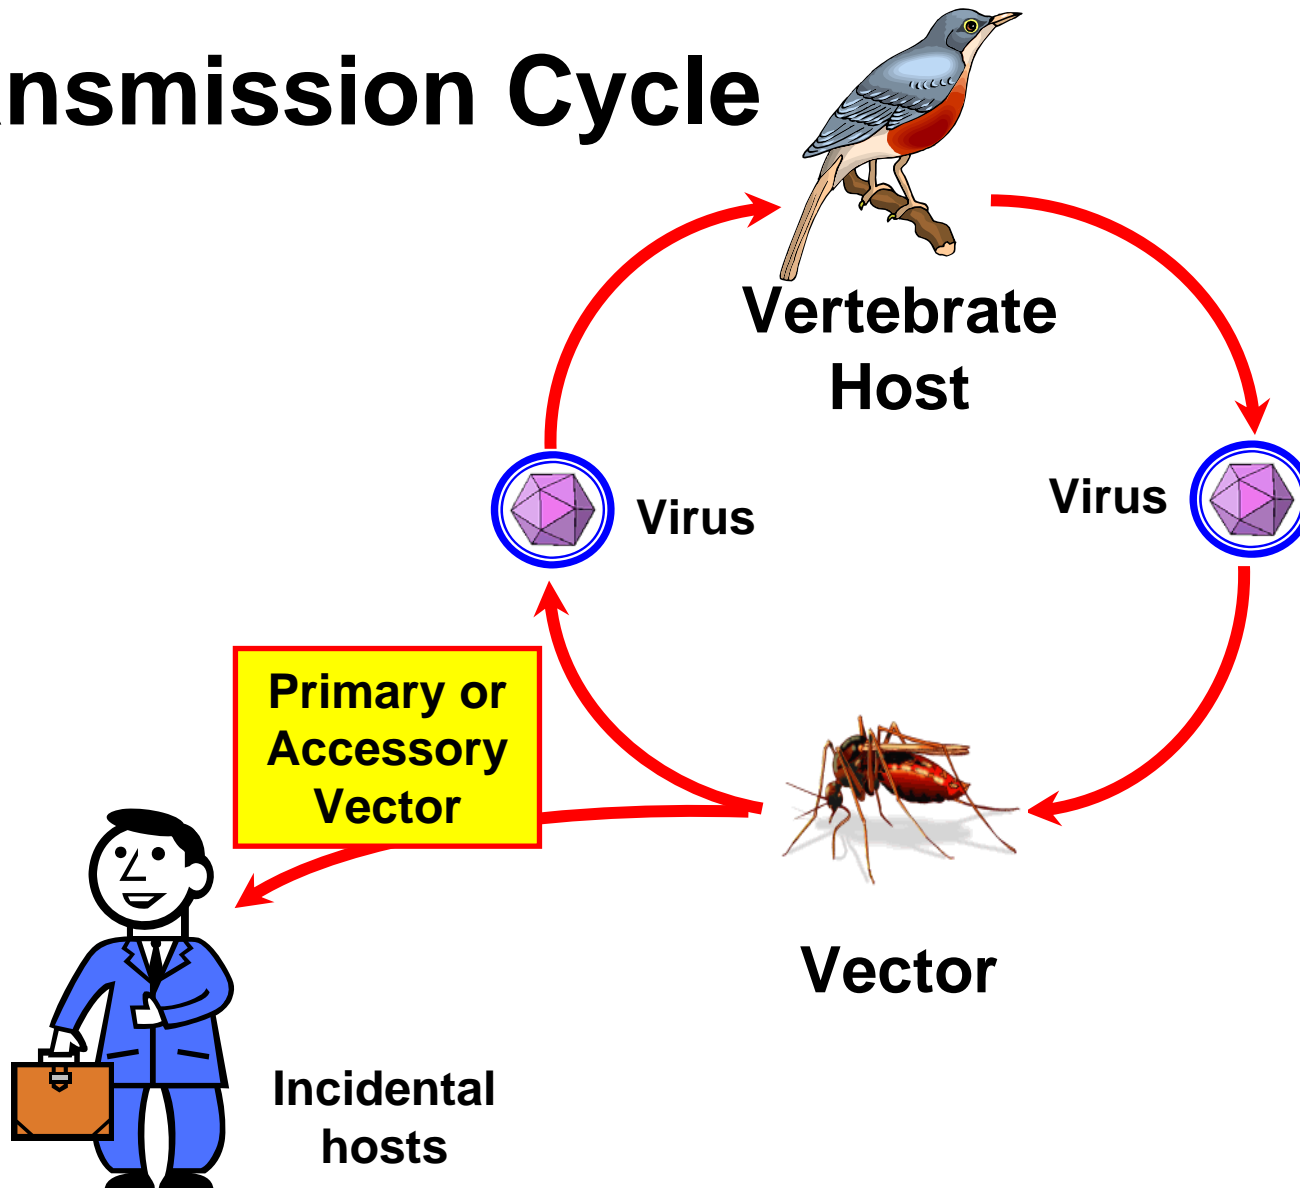 nsmission Cycle
Vertebrate
Host
Virus
Virus
Primary or
Accessory
Vector
Vector
Incidental
hosts